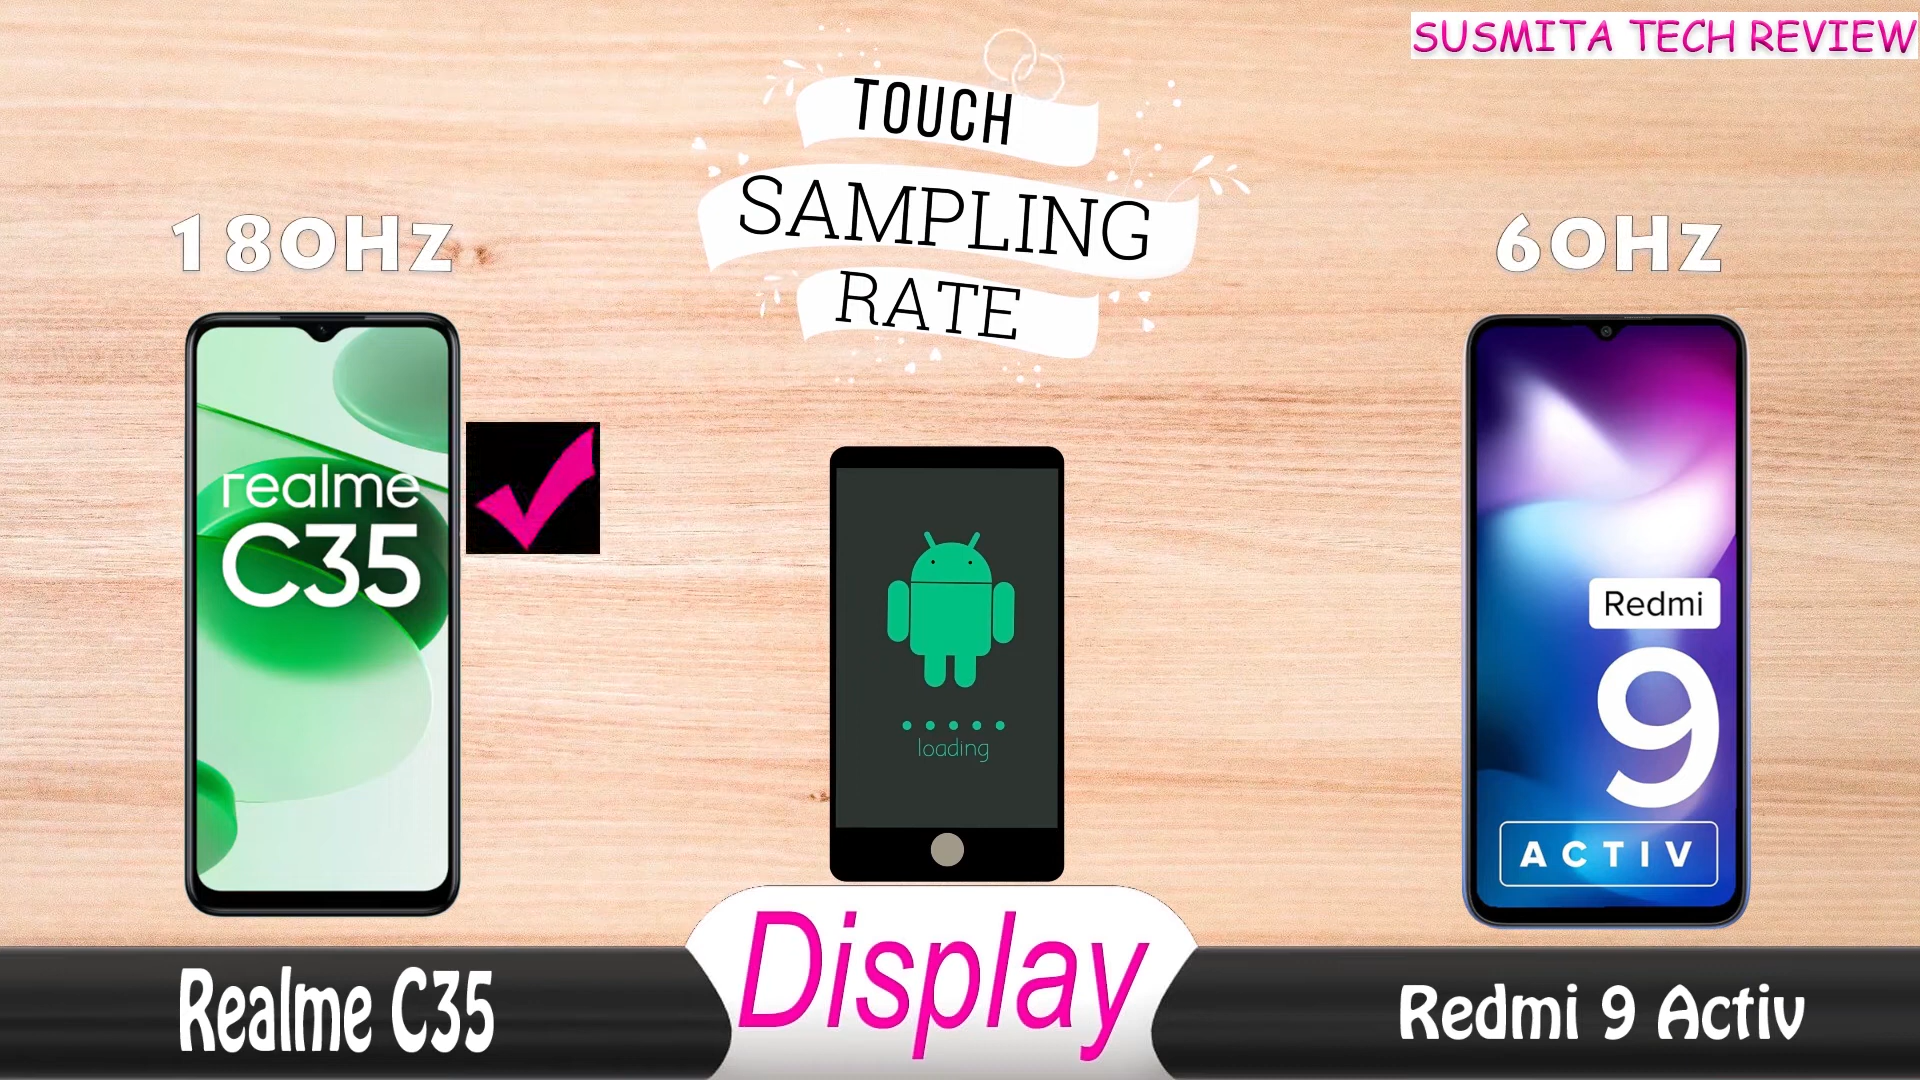 SUSMITA TECH REVIEW
TOUCH
SAMPLING
RATE
180Hz
60Hz
realme
C35
loading
Redmi
9
ACTIV
Display
Realme C35
Redmi 9 Activ